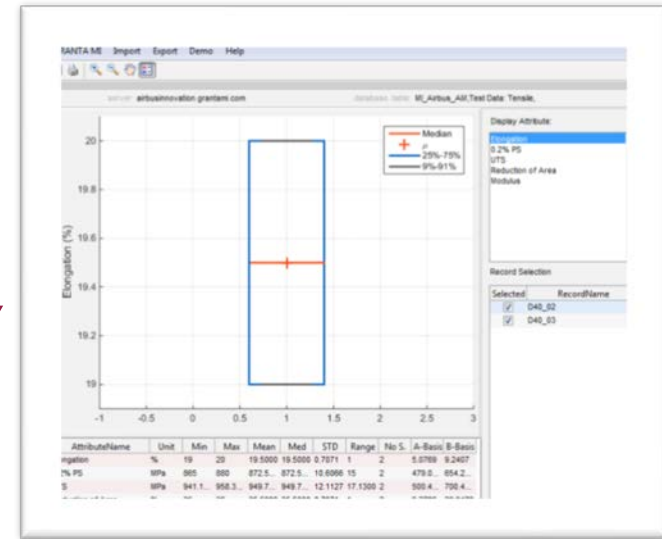 RANTA MI Import Export Demo Help
server: airbusinnovation.grantami.com database, table: MI_Airbus_AM,Test Data: Tensile,
Display Attribute:
Elongation
0.2% PS
UTS
Reduction of Area
Modulus
Median
μ
25%-75%
9%-91%
20
19.8
19.6
19.4
19.2
19
Elongation (%)
-1 -0.5 0 0.5 1 1.5 2 2.5 3
Record Selection
Selected RecordName
D40_02
D40_03
AttributeName Unit Min Max Mean Med STD Range No S. A-Basis B-Basis
ngation % 19 20 19.5000 19.5000 0.7071 1 2 5.0769 9.2407
2% PS MPa 865 880 872.5... 872.5... 10.6066 15 2 479.0... 654.2...
S MPa 941.1... 958.3... 949.7... 949.7... 12.1127 17.1300 2 500.4... 700.4...